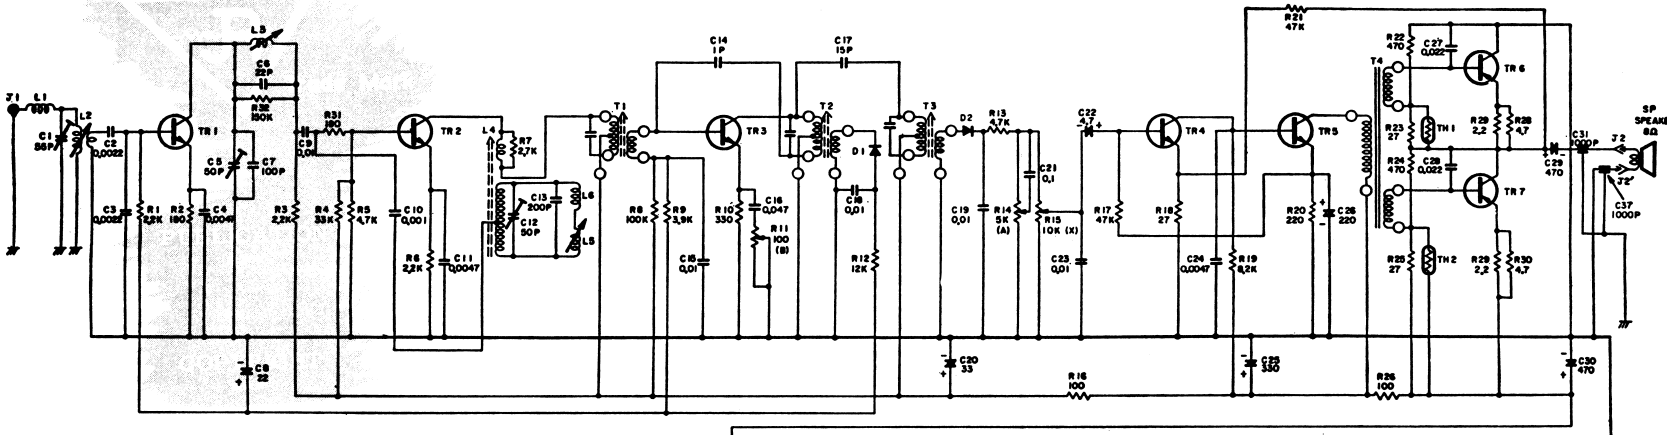 J1
L1
C1
56P
L2
C2
0,0022
C3
0,0022
R1
2,2K
TR1
R2
180
C4
0,0047
L3
C6
22P
R32
150K
C5
50P
C7
100P
C8
22
R3
2,2K
C9
0,01
R31
180
R4
33K
R5
4,7K
C10
0,001
TR2
R6
2,2K
C11
0,0047
L4
R7
2,7K
C13
200P
C12
50P
L6
L5
T1
R8
100K
R9
3,9K
C14
1P
C15
0,01
TR3
R10
330
C16
0,047
R11
100
(B)
C17
15P
T2
C18
0,01
D1
R12
12K
T3
D2
R13
4,7K
C19
0,01
C20
33
R14
5K
(A)
C21
0,1
R15
10K (X)
C22
4,7 +
C23
0,01
R16
100
R17
47K
TR4
R18
27
C24
0,0047
R19
8,2K
R21
47K
TR5
R20
220
C26
220
C25
330
R26
100
T4
R22
470
C27
0,022
R23
27
TH1
R24
470
C28
0,022
R25
27
TH2
TR6
R29
2,2
R28
4,7
TR7
R29
2,2
R30
4,7
C29
470
C31
1000P
C30
470
J2
J2'
C37
1000P
SP
SPEAKE
8Ω